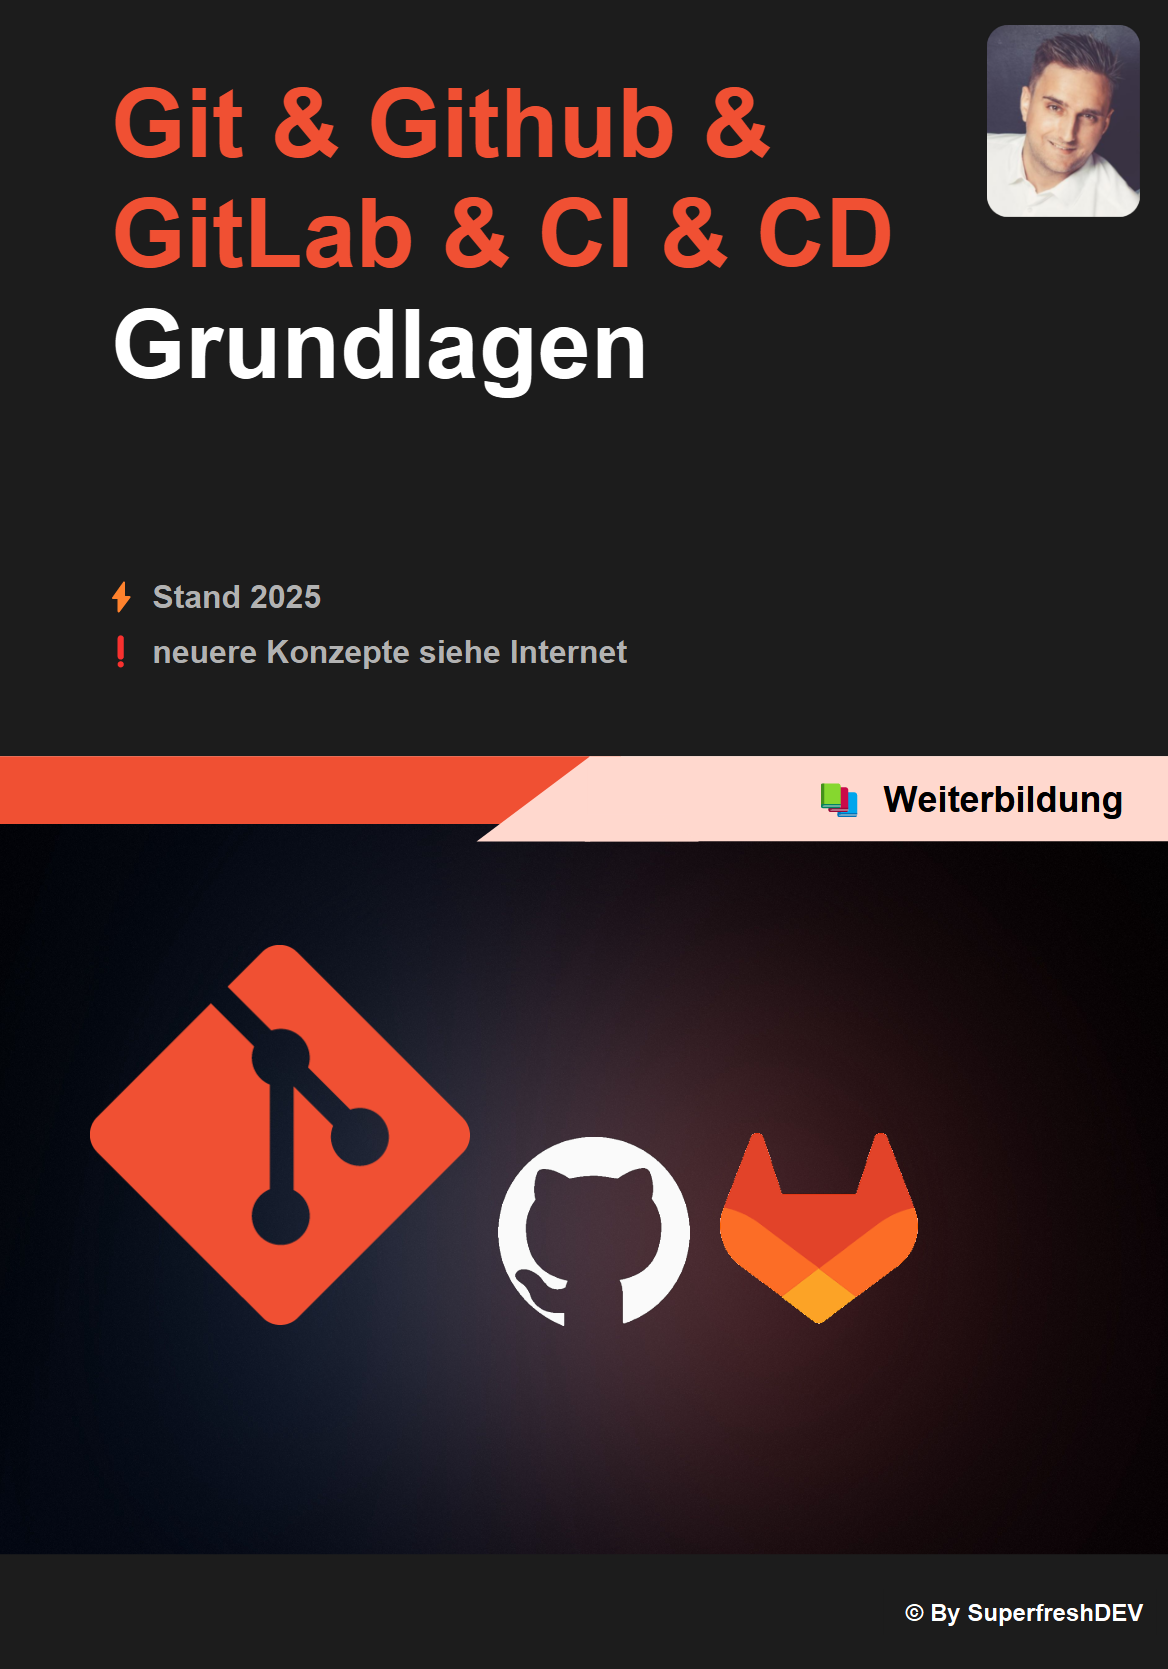 Git & Github &
GitLab & CI & CD
Grundlagen
Stand 2025
neuere Konzepte siehe Internet
Weiterbildung
© By SuperfreshDEV